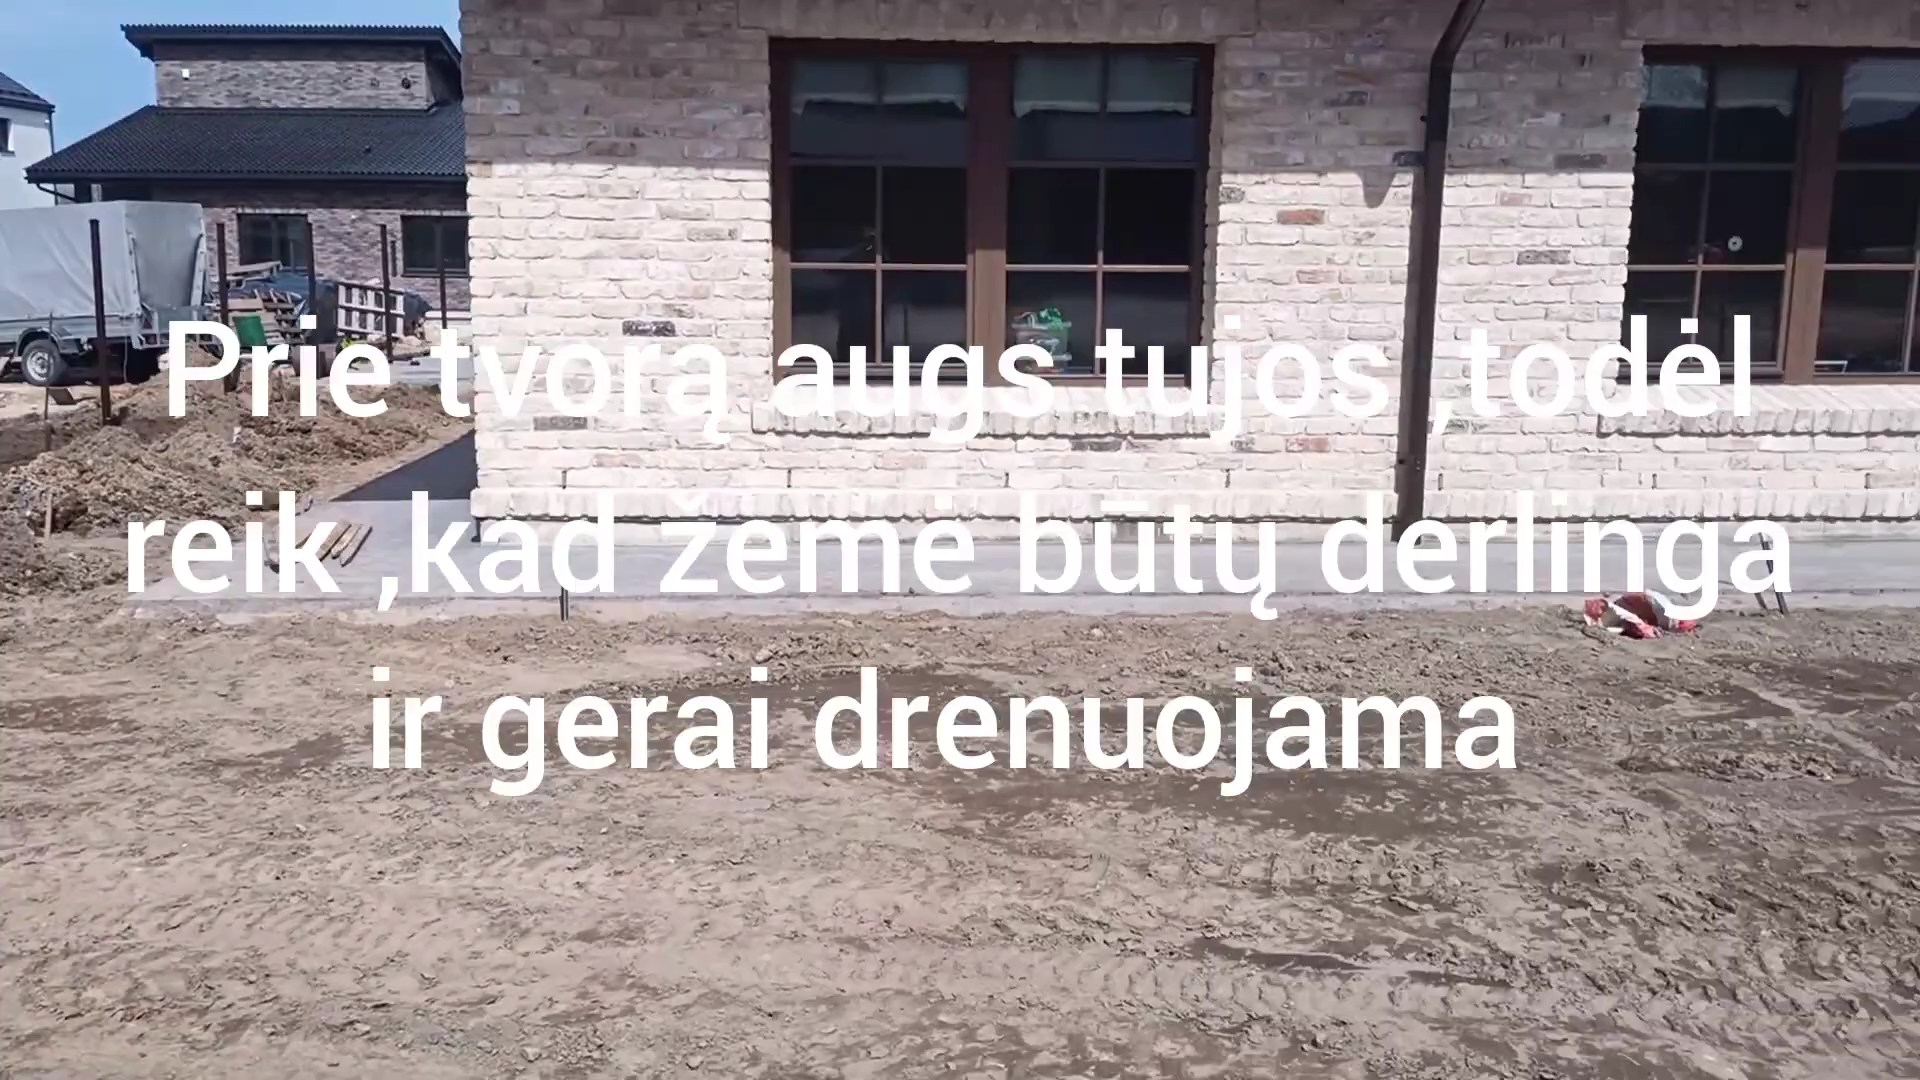 Prie tvorą augs tujos ,todėl
reik ,kad žemė būtų derlinga
ir gerai drenuojama